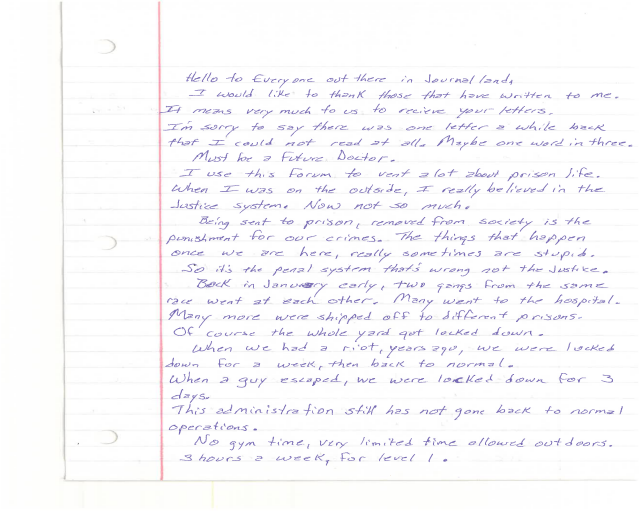 Hello to Everyone out there in Journal land,
I would like to thank those that have written to me.
It means very much to us to recieve your letters.
I'm sorry to say there was one letter a while back
that I could not read at all. Maybe one word in three.
Must be a Future Doctor.
I use this Forum to vent alot about prison life.
When I was on the outside, I really believed in the
Justice system. Now not so much.
Being sent to prison, removed from society is the
punishment for our crimes. The things that happen
once we are here, really sometimes are stupid.
So it's the penal system that's wrong not the Justice.
Back in January early, two gangs from the same
race went at each other. Many went to the hospital.
Many more were shipped off to different prisons.
Of course the whole yard got locked down.
When we had a riot, years ago, we were locked
down for a week, then back to normal.
When a guy escaped, we were locked down for 3
days.
This administration still has not gone back to normal
operations.
No gym time, very limited time allowed outdoors.
3 hours a week, for level 1.